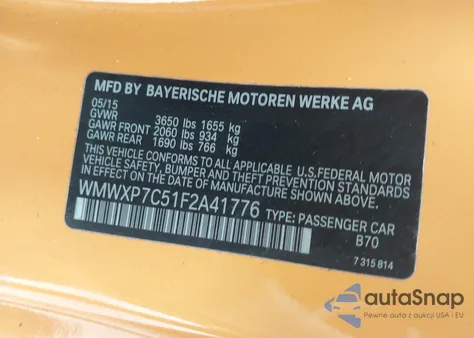 MFD BY BAYERISCHE MOTOREN WERKE AG
05/15
GVWR 3650 lbs 1655 kg
GAWR FRONT 2060 lbs 934 kg
GAWR REAR 1690 lbs 766 kg
THIS VEHICLE CONFORMS TO ALL APPLICABLE U.S.FEDERAL MOTOR
VEHICLE SAFETY, BUMPER AND THEFT PREVENTION STANDARDS
IN EFFECT ON THE DATE OF MANUFACTURE SHOWN ABOVE.
WMWXP7C51F2A41776 TYPE: PASSENGER CAR
B70
7 315 814
autoSnap
Pewne auto z aukcji USA i EU